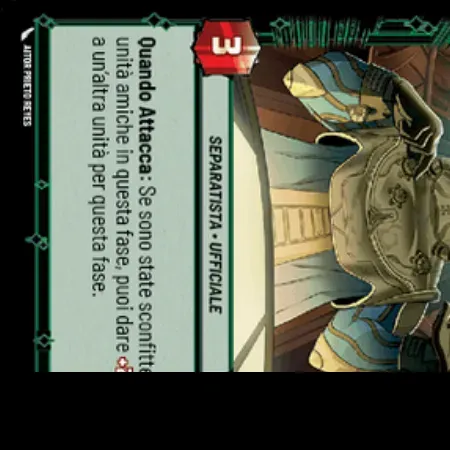 3
SEPARATISTA • UFFICIALE
Quando Attacca: Se sono state sconfitte
unità amiche in questa fase, puoi dare
a un'altra unità per questa fase.
AITOR PRIETO REYES